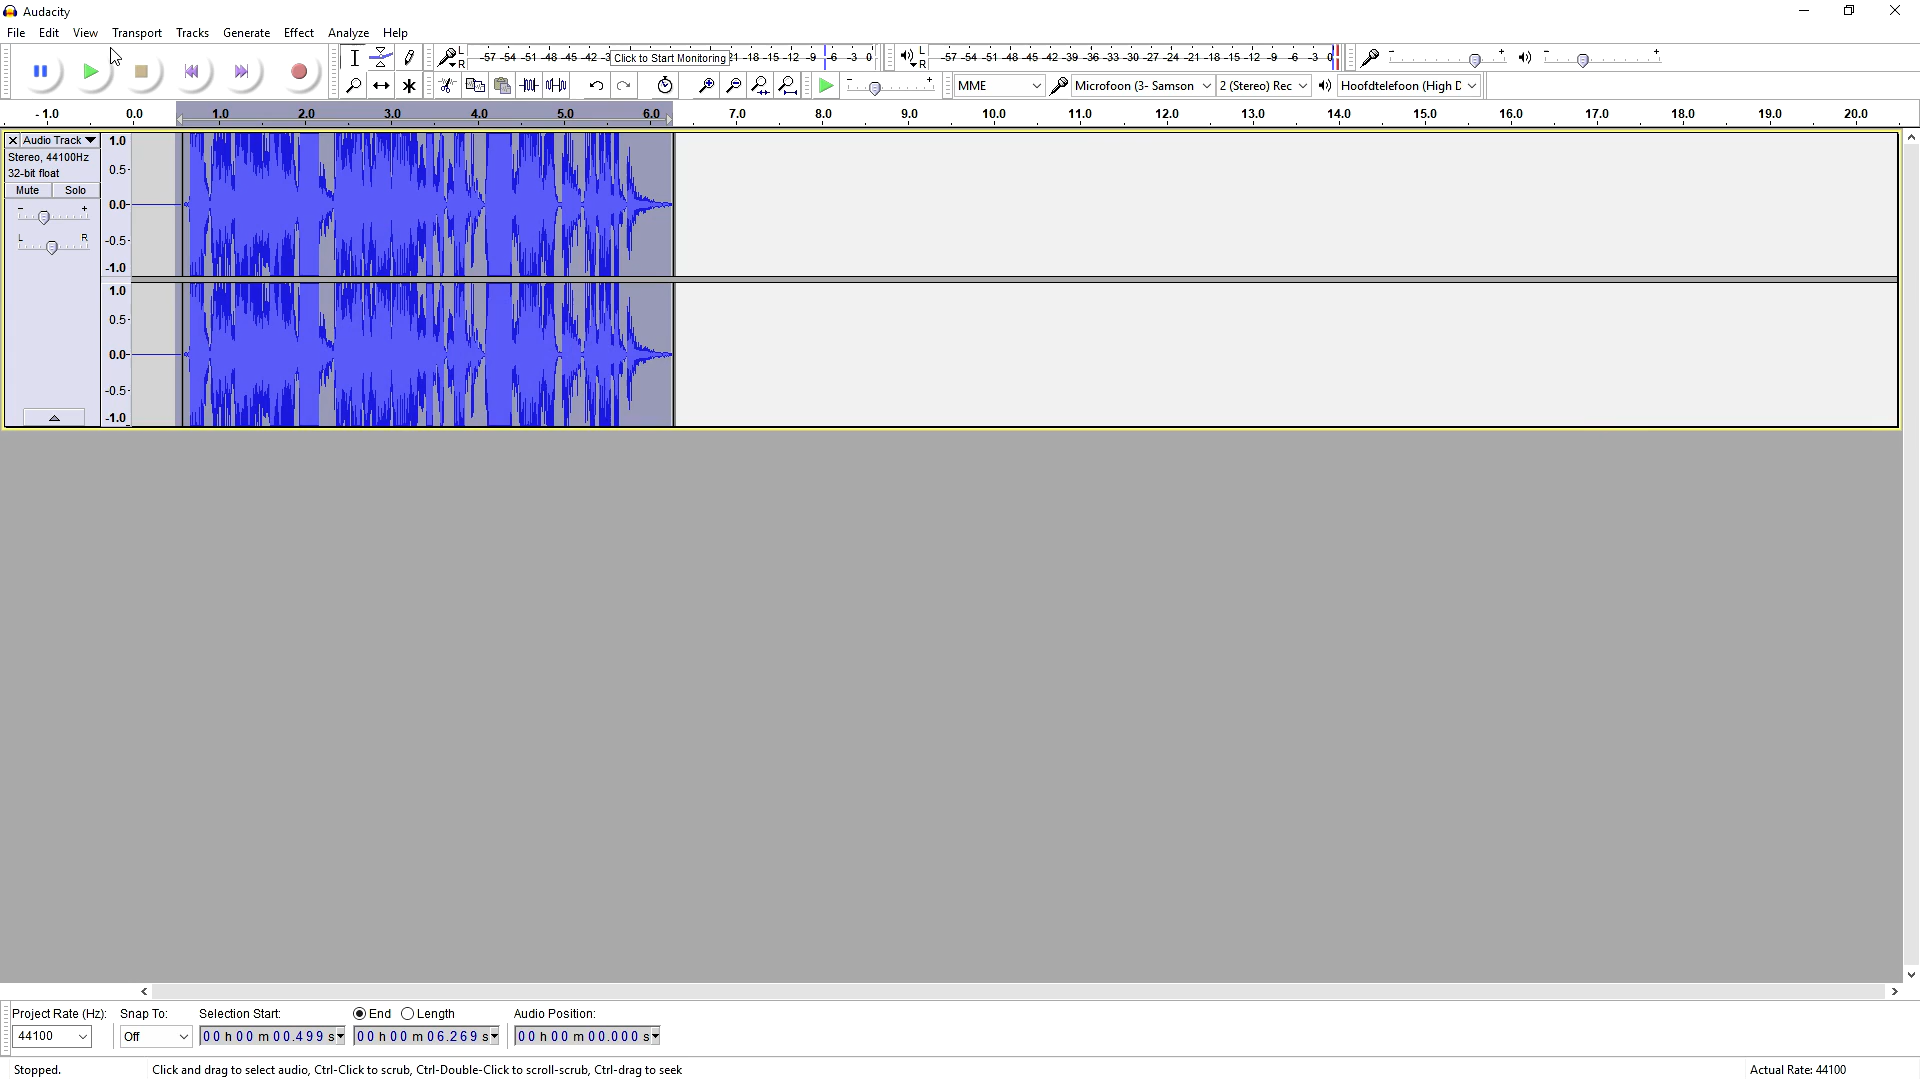 Audacity
File Edit View Transport Tracks Generate Effect Analyze Help
L R -57 -54 -51 -48 -45 -42 -3 Click to Start Monitoring 21 -18 -15 -12 -9 -6 -3 0
L R -57 -54 -51 -48 -45 -42 -39 -36 -33 -30 -27 -24 -21 -18 -15 -12 -9 -6 -3 0
- +
- +
- +
MME Microfoon (3- Samson 2 (Stereo) Rec Hoofdtelefoon (High D
-1.0 0.0 1.0 2.0 3.0 4.0 5.0 6.0 7.0 8.0 9.0 10.0 11.0 12.0 13.0 14.0 15.0 16.0 17.0 18.0 19.0 20.0
Audio Track
Stereo, 44100Hz
32-bit float
Mute Solo
- +
L R
1.0
0.5
0.0
-0.5
-1.0
1.0
0.5
0.0
-0.5
-1.0
Project Rate (Hz): Snap To: Selection Start: End Length Audio Position:
44100 Off 00 h 00 m 00.499 s 00 h 00 m 06.269 s 00 h 00 m 00.000 s
Stopped. Click and drag to select audio, Ctrl-Click to scrub, Ctrl-Double-Click to scroll-scrub, Ctrl-drag to seek Actual Rate: 44100